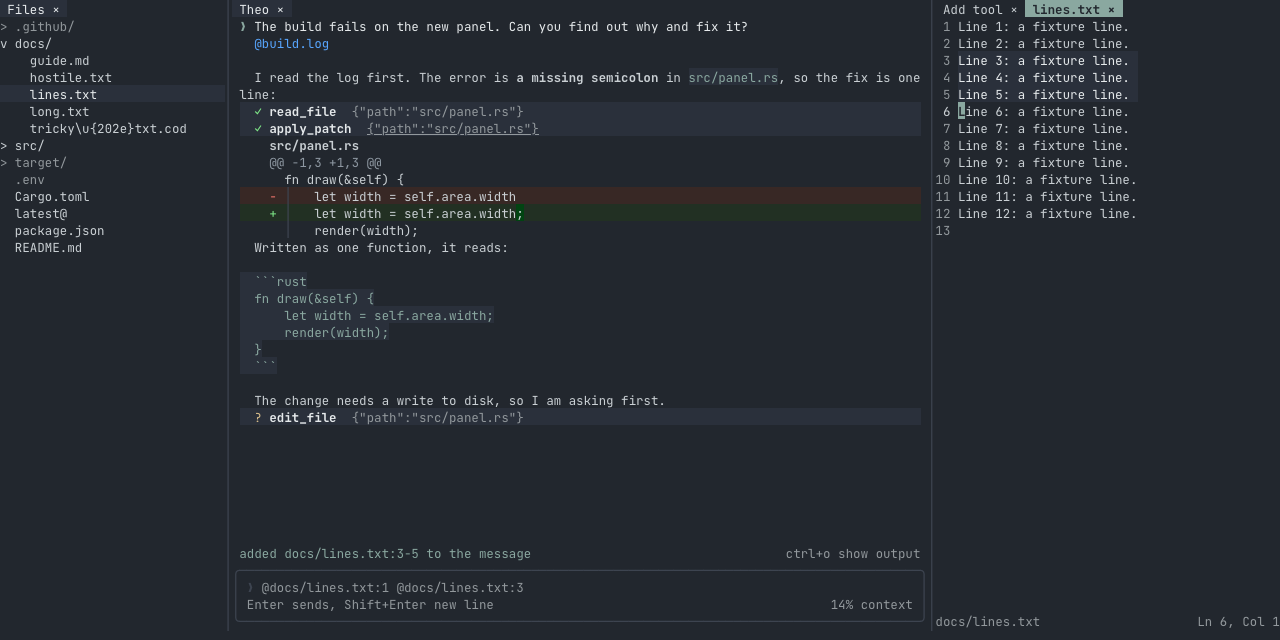 Files ×
> .github/
v docs/
guide.md
hostile.txt
lines.txt
long.txt
tricky\u{202e}txt.cod
> src/
> target/
.env
Cargo.toml
latest@
package.json
README.md
Theo ×
❯ The build fails on the new panel. Can you find out why and fix it?
@build.log
I read the log first. The error is a missing semicolon in src/panel.rs, so the fix is one
line:
✓ read_file {"path":"src/panel.rs"}
✓ apply_patch {"path":"src/panel.rs"}
src/panel.rs
@@ -1,3 +1,3 @@
fn draw(&self) {
- let width = self.area.width
+ let width = self.area.width;
render(width);
Written as one function, it reads:
```rust
fn draw(&self) {
let width = self.area.width;
render(width);
}
```
The change needs a write to disk, so I am asking first.
? edit_file {"path":"src/panel.rs"}
added docs/lines.txt:3-5 to the message ctrl+o show output
❯ @docs/lines.txt:1 @docs/lines.txt:3
Enter sends, Shift+Enter new line 14% context
Add tool × lines.txt ×
1 Line 1: a fixture line.
2 Line 2: a fixture line.
3 Line 3: a fixture line.
4 Line 4: a fixture line.
5 Line 5: a fixture line.
6 Line 6: a fixture line.
7 Line 7: a fixture line.
8 Line 8: a fixture line.
9 Line 9: a fixture line.
10 Line 10: a fixture line.
11 Line 11: a fixture line.
12 Line 12: a fixture line.
13
docs/lines.txt Ln 6, Col 1